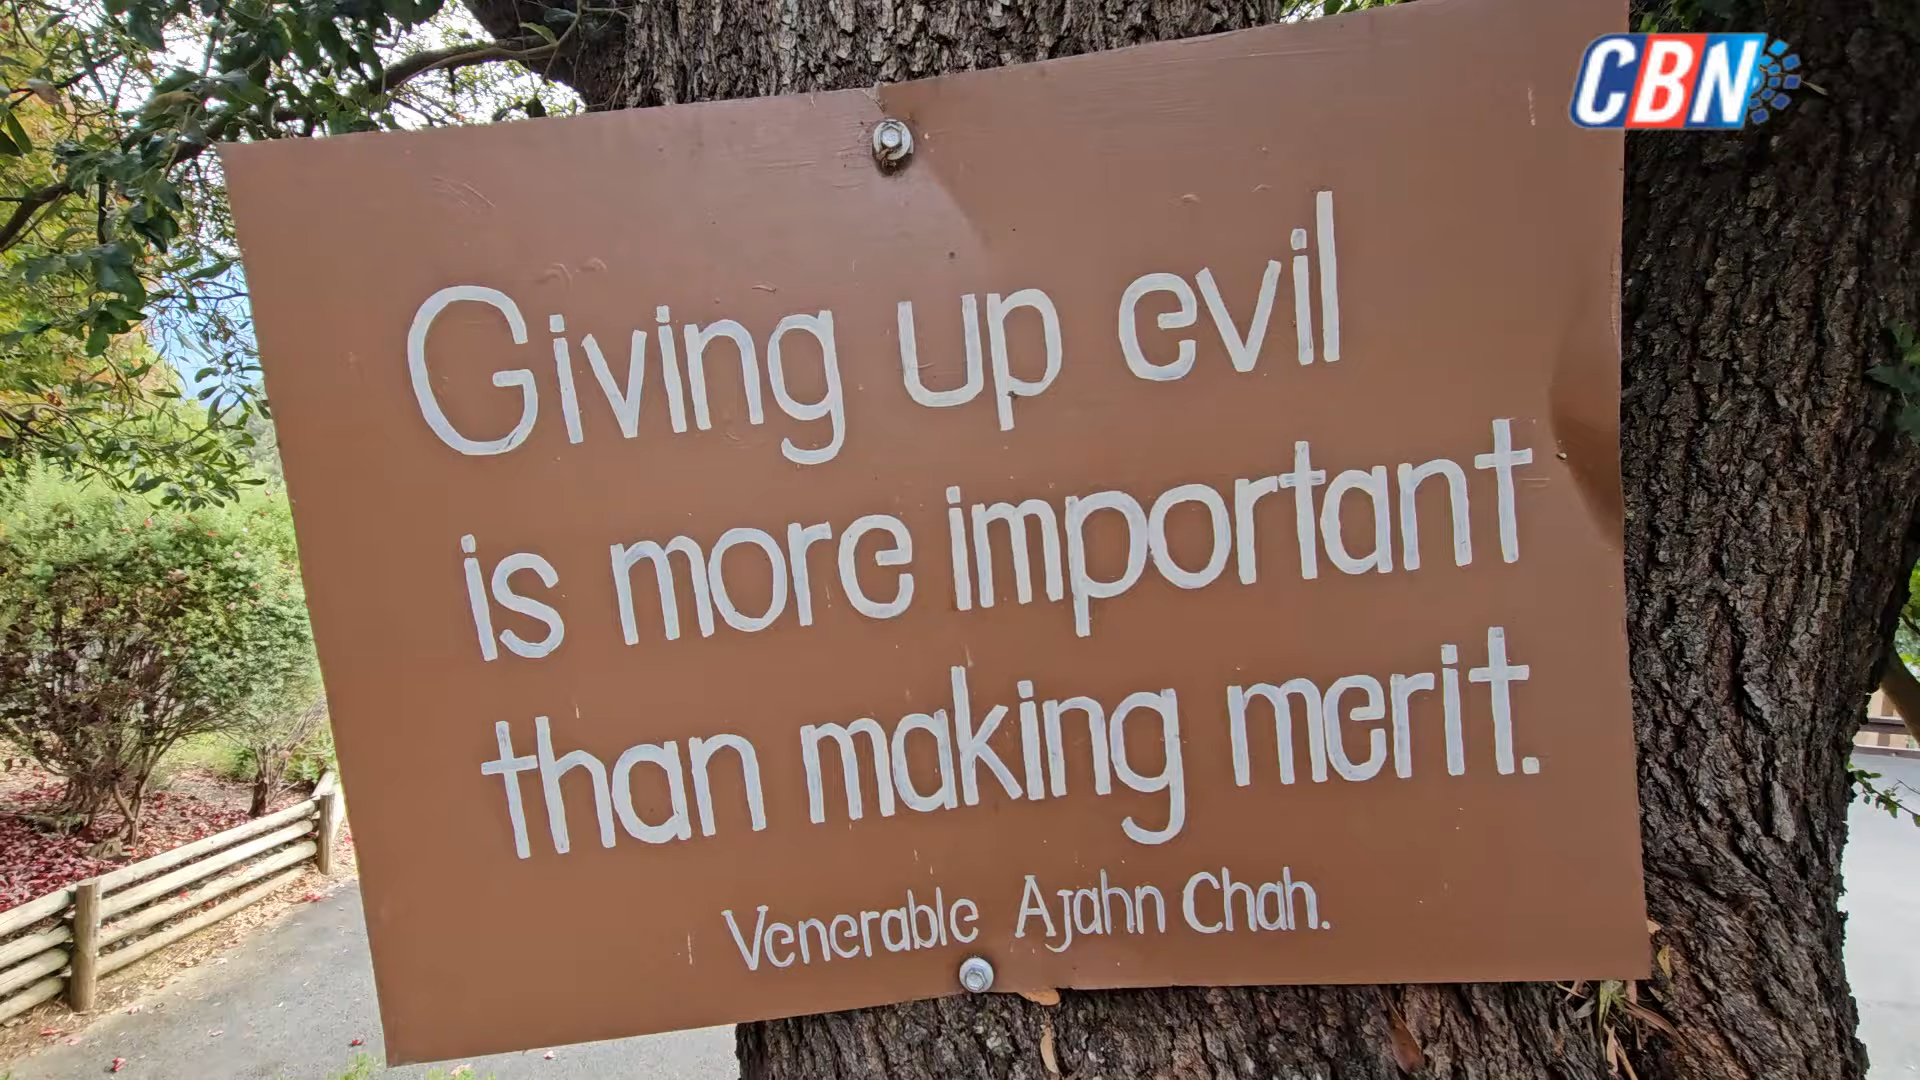 CBN
Giving up evil
is more important
than making merit.
Venerable Ajahn Chah.